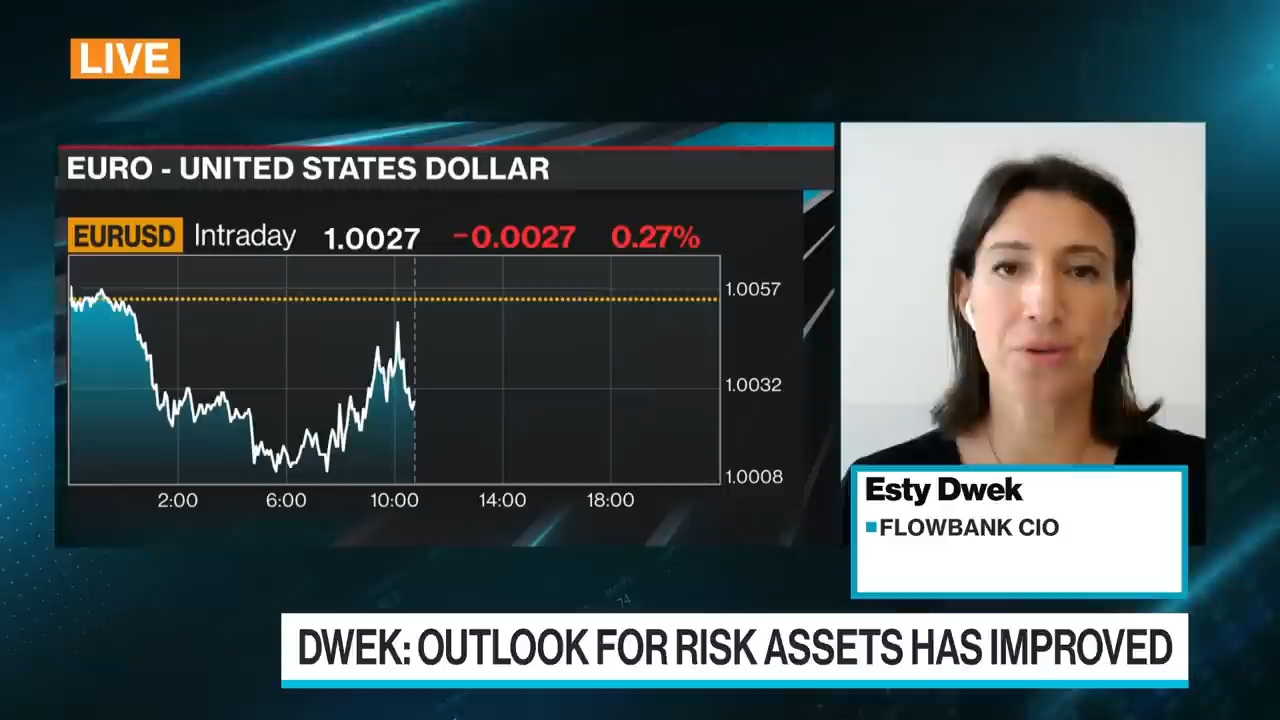 LIVE
EURO - UNITED STATES DOLLAR
EURUSD Intraday 1.0027 -0.0027 0.27%
1.0057
1.0032
1.0008
2:00 6:00 10:00 14:00 18:00
Esty Dwek
FLOWBANK CIO
DWEK: OUTLOOK FOR RISK ASSETS HAS IMPROVED